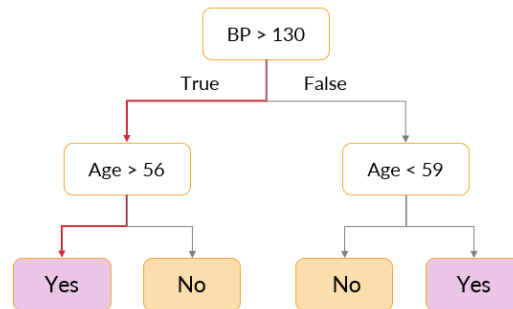 BP > 130
True
False
Age > 56
Age < 59
Yes
No
No
Yes